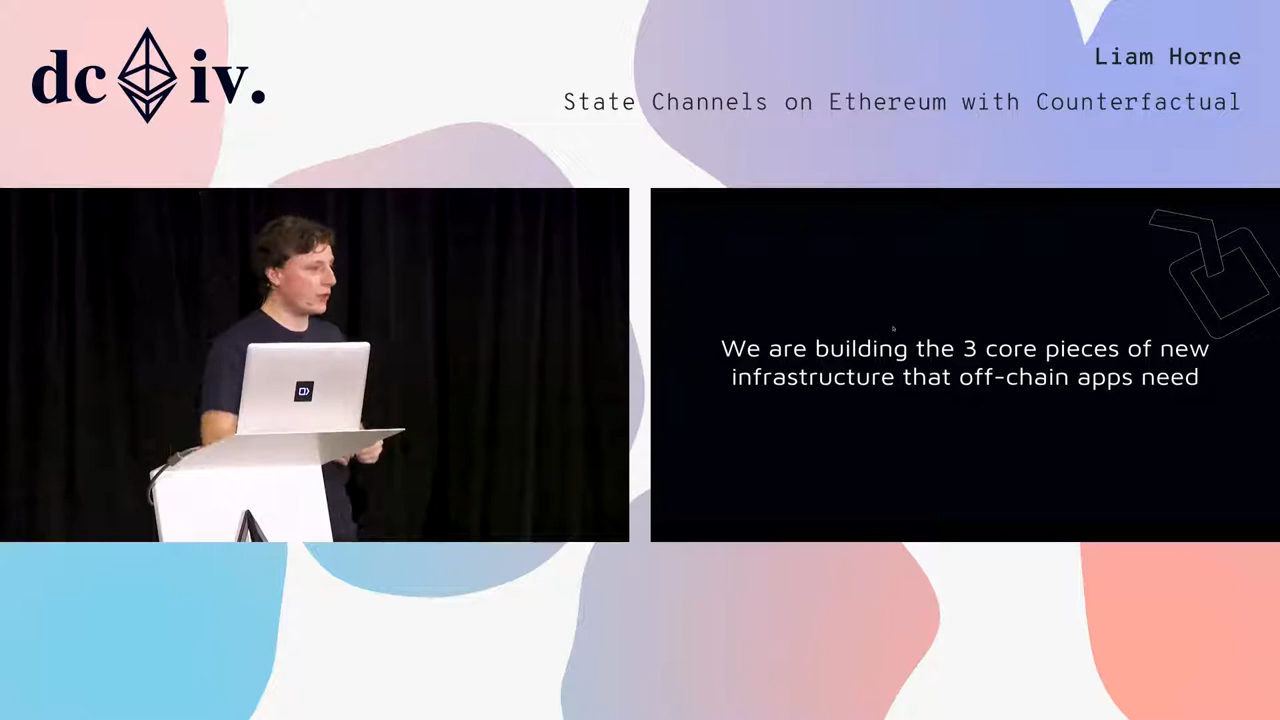 dc iv.
Liam Horne
State Channels on Ethereum with Counterfactual
We are building the 3 core pieces of new
infrastructure that off-chain apps need